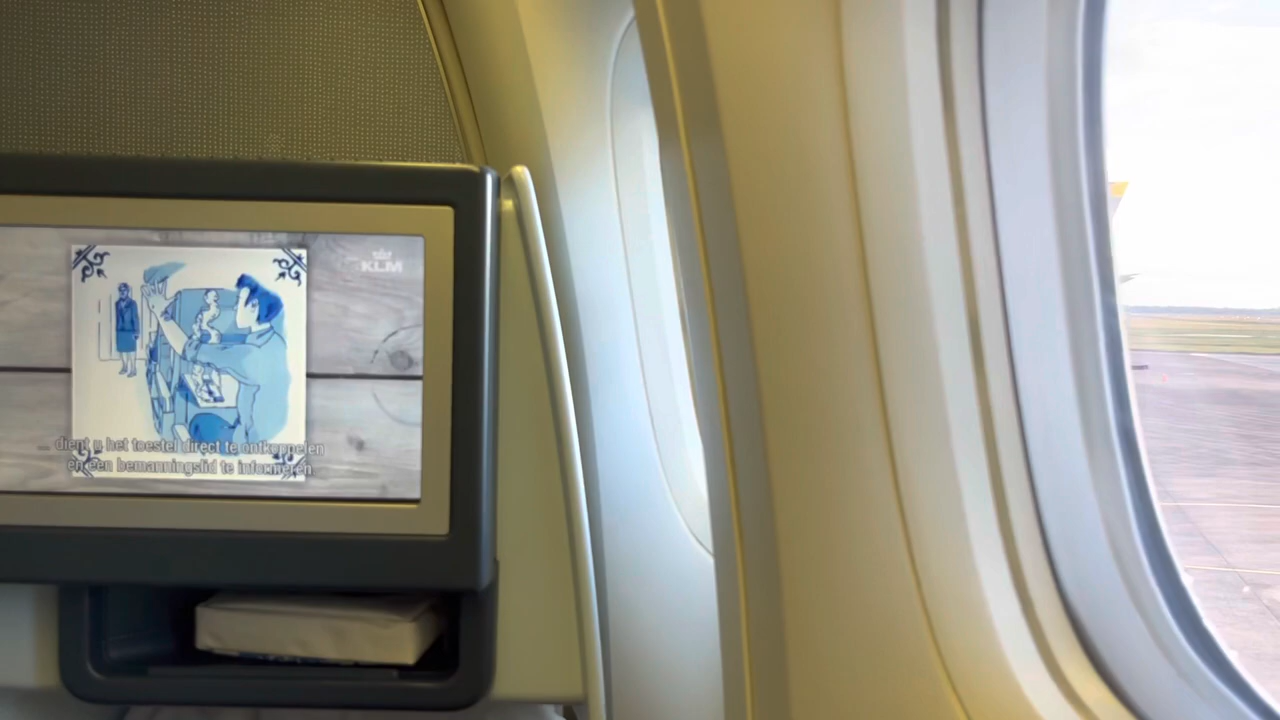 KLM
... dient u het toestel direct te ontkoppelen
en een bemanningslid te informeren.